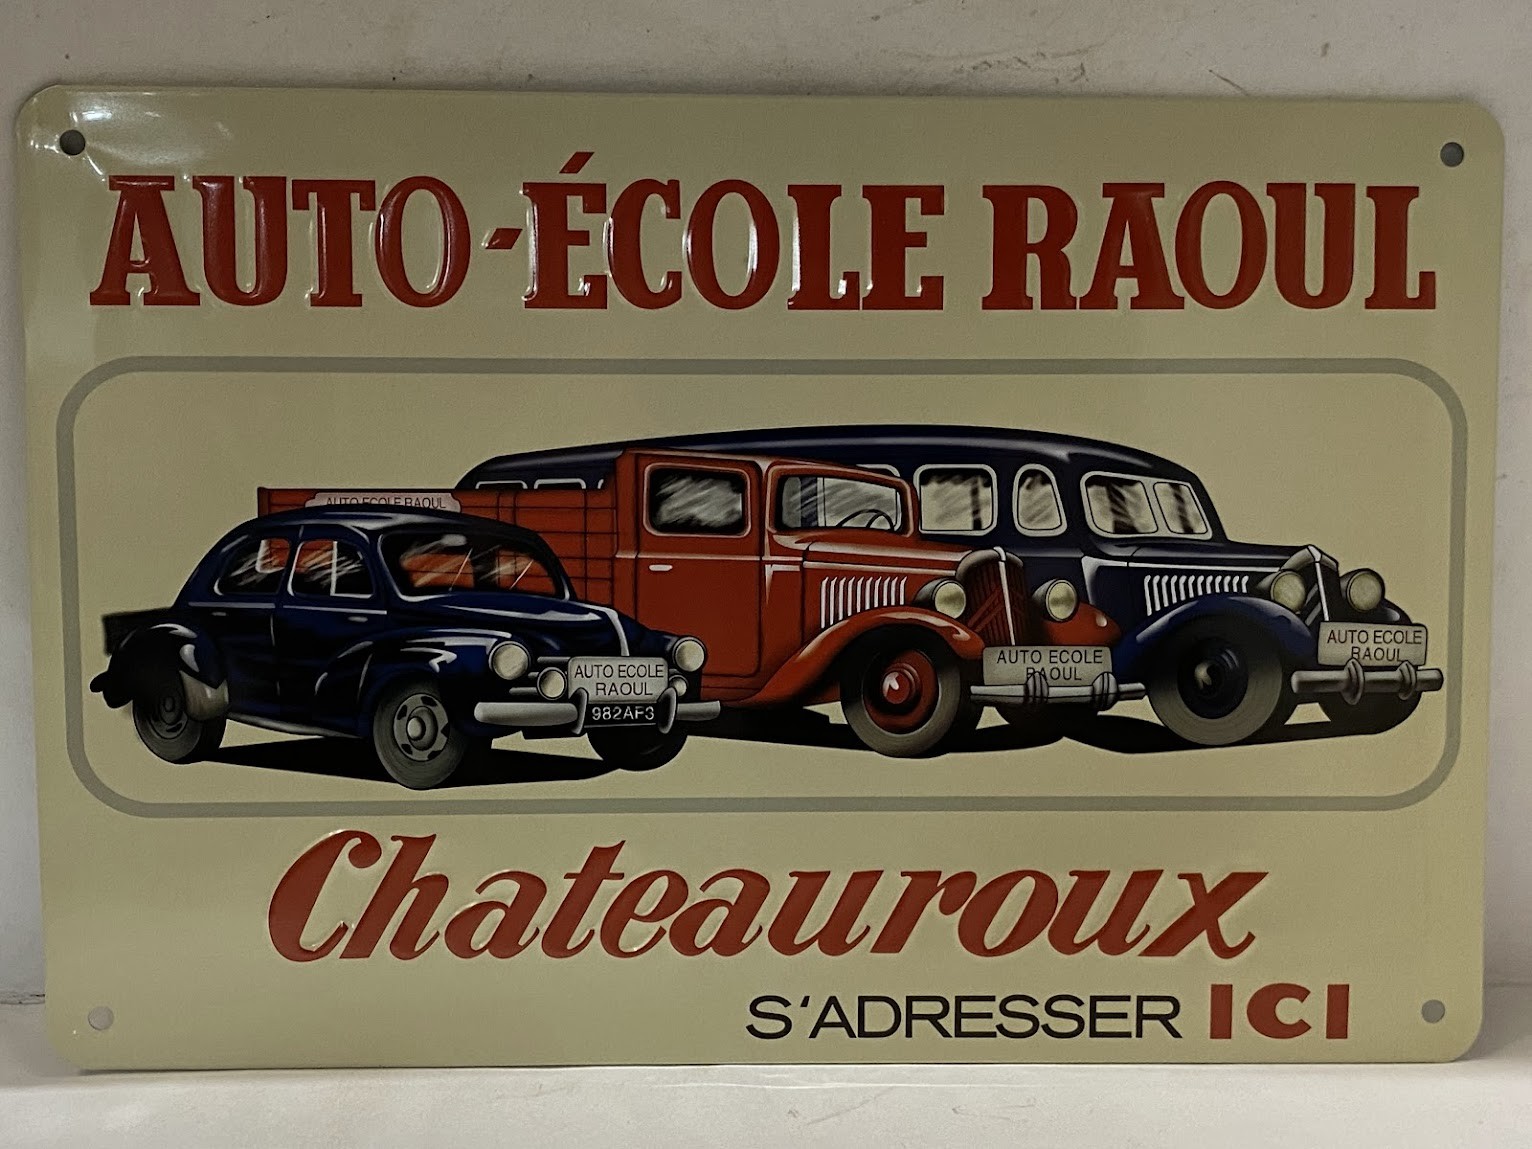 AUTO-ÉCOLE RAOUL
AUTO ECOLE RAOUL
AUTO ECOLE
RAOUL
982AF3
AUTO ECOLE
RAOUL
AUTO ECOLE
RAOUL
Chateauroux
S'ADRESSER ICI